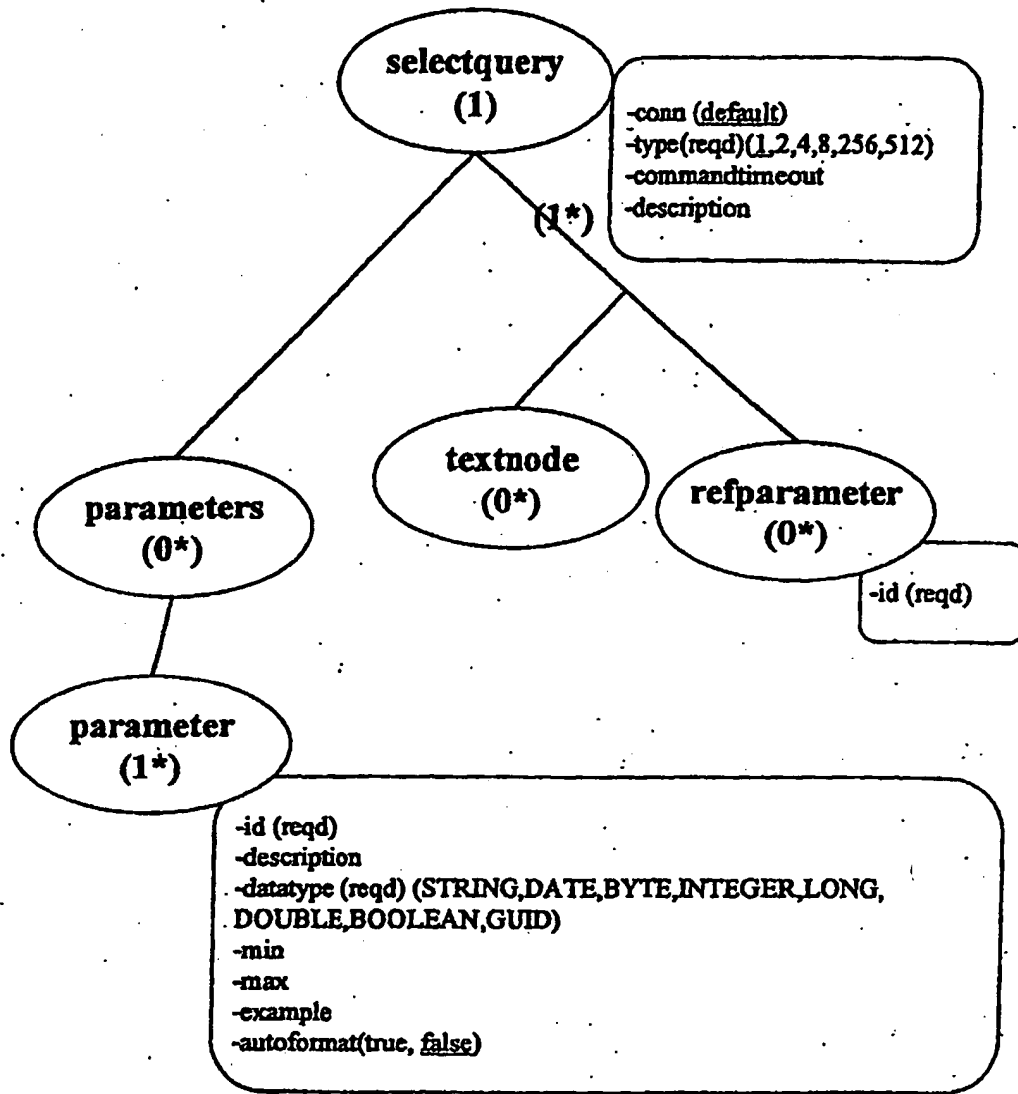 selectquery
(1)
-conn (default)
-type(reqd)(1,2,4,8,256,512)
-commandtimeout
-description
(1*)
parameters
(0*)
textnode
(0*)
refparameter
(0*)
-id (reqd)
parameter
(1*)
-id (reqd)
-description
-datatype (reqd) (STRING,DATE,BYTE,INTEGER,LONG,
DOUBLE,BOOLEAN,GUID)
-min
-max
-example
-autoformat(true, false)